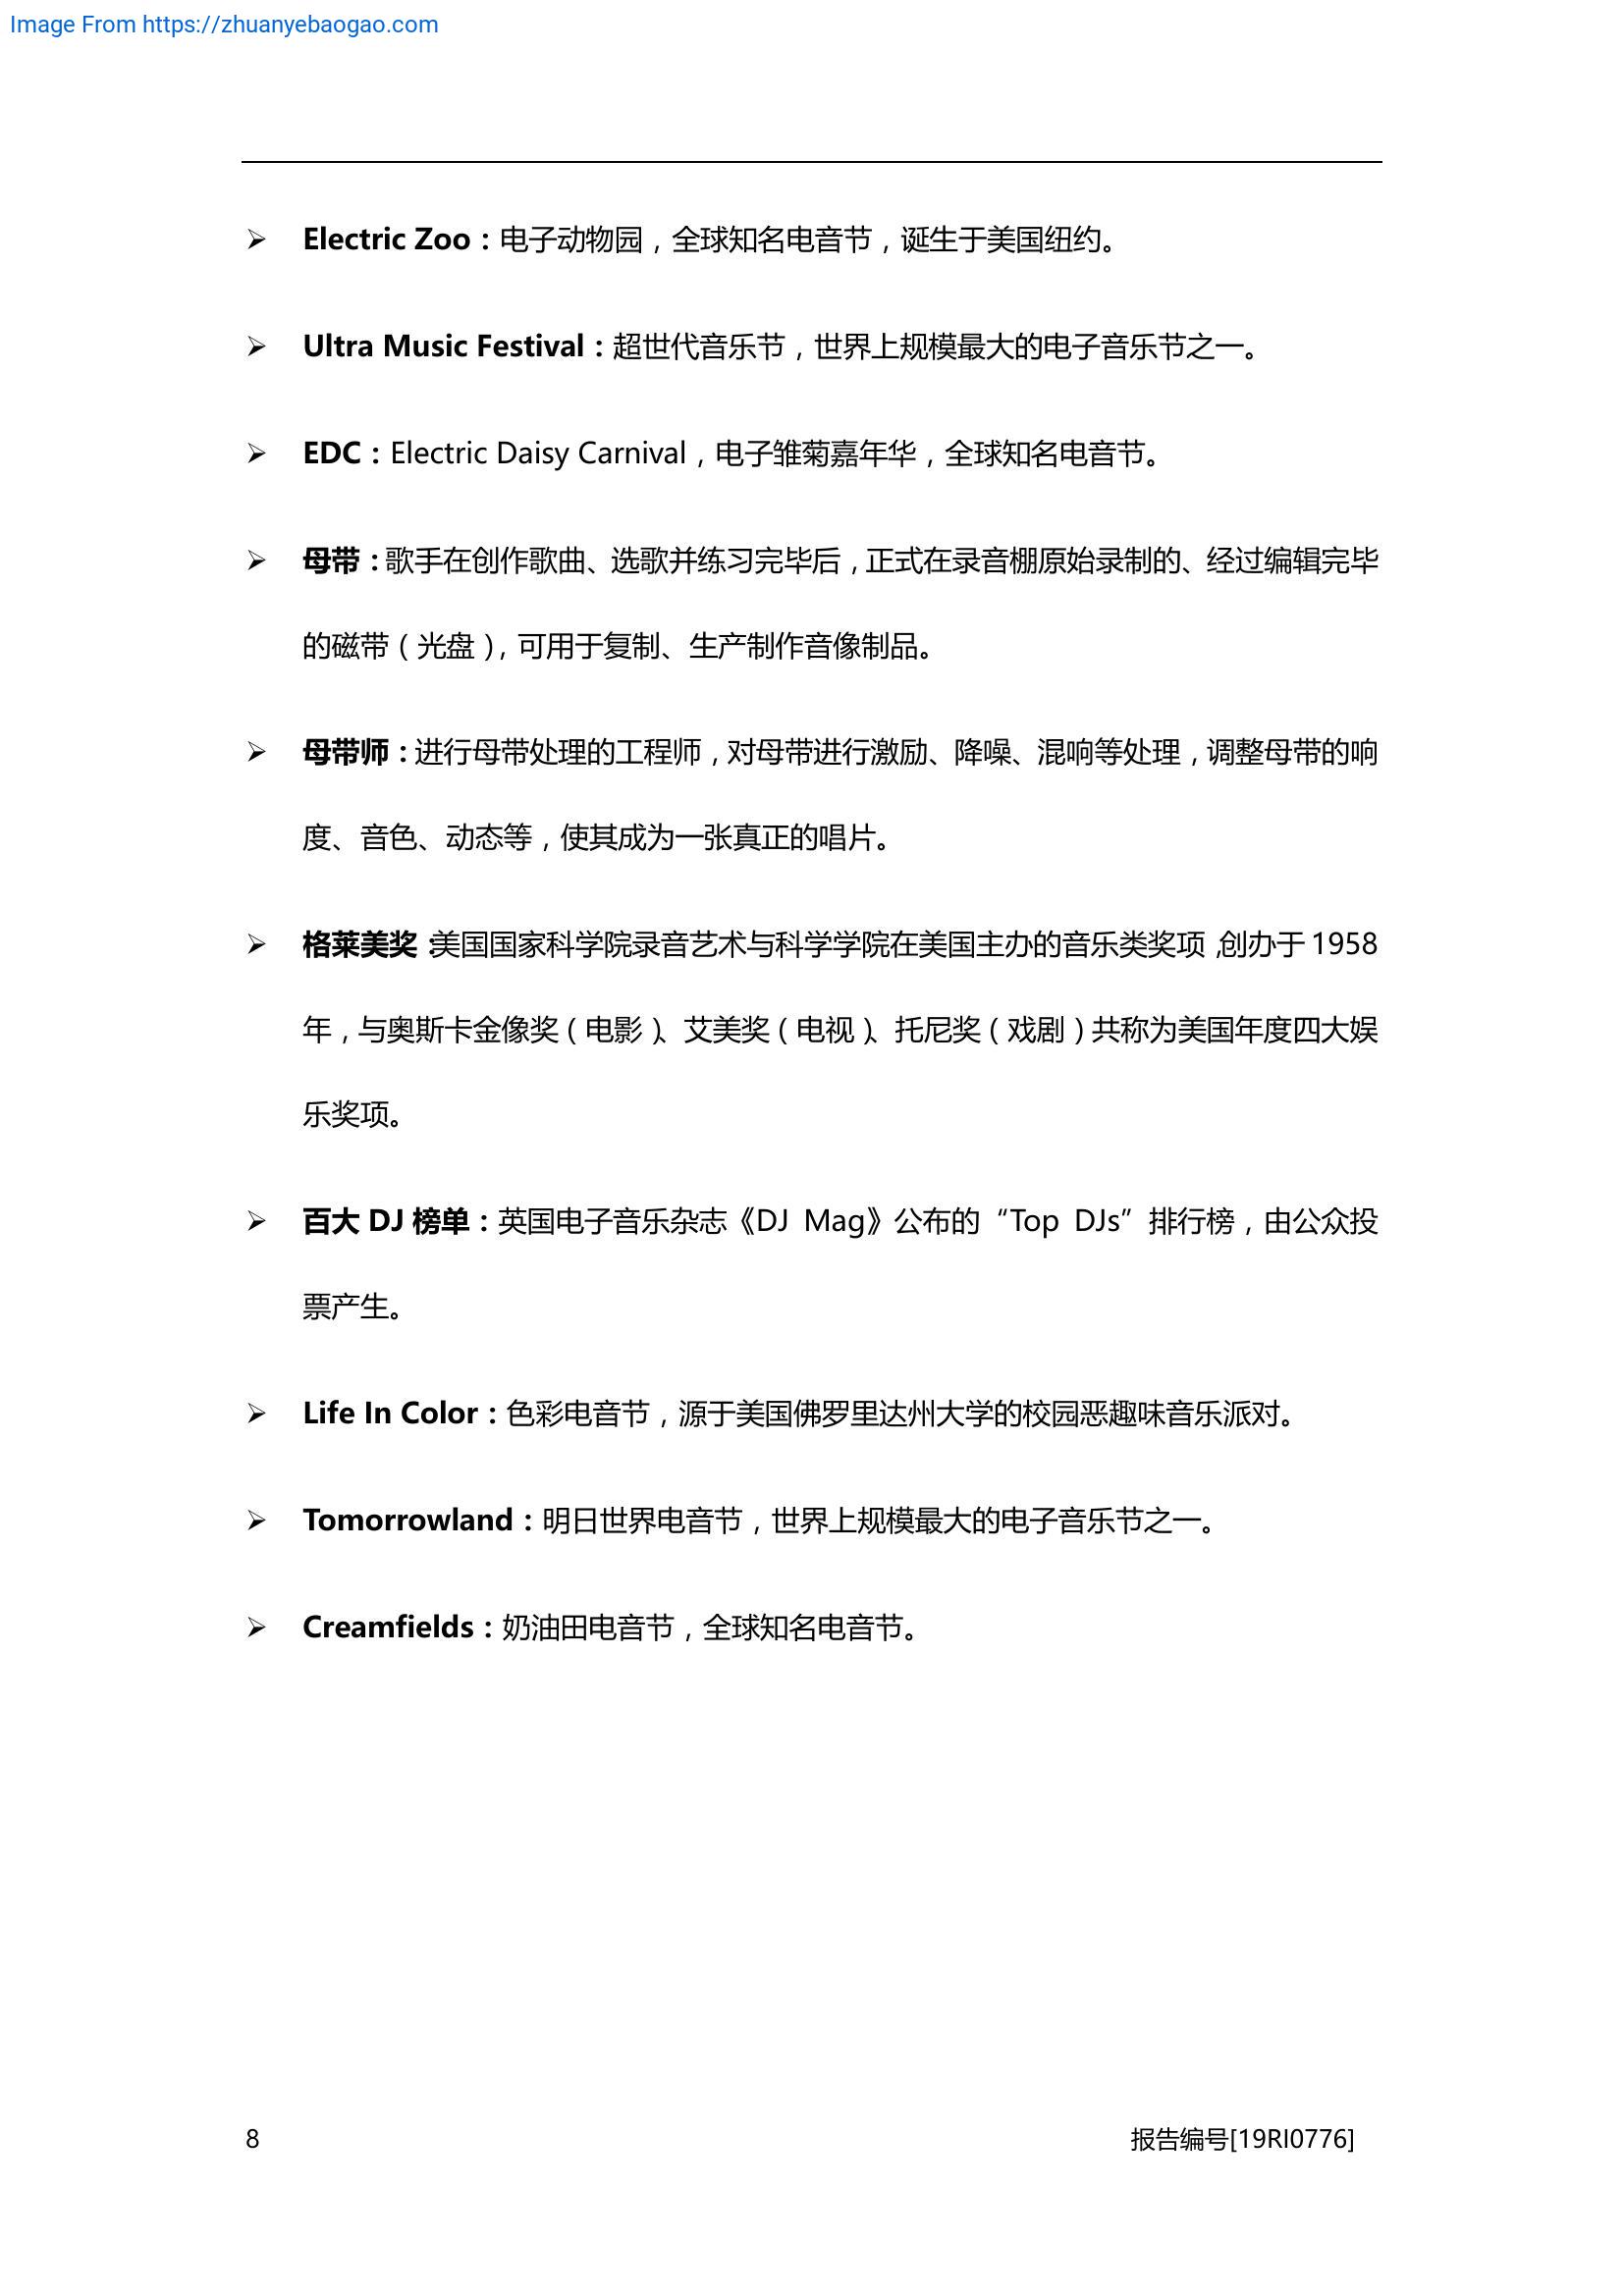 Image From https://zhuanyebaogao.com
➢ Electric Zoo：电子动物园，全球知名电音节，诞生于美国纽约。
➢ Ultra Music Festival：超世代音乐节，世界上规模最大的电子音乐节之一。
➢ EDC：Electric Daisy Carnival，电子雏菊嘉年华，全球知名电音节。
➢ 母带：歌手在创作歌曲、选歌并练习完毕后，正式在录音棚原始录制的、经过编辑完毕
的磁带（光盘），可用于复制、生产制作音像制品。
➢ 母带师：进行母带处理的工程师，对母带进行激励、降噪、混响等处理，调整母带的响
度、音色、动态等，使其成为一张真正的唱片。
➢ 格莱美奖：美国国家科学院录音艺术与科学学院在美国主办的音乐类奖项，创办于 1958
年，与奥斯卡金像奖（电影）、艾美奖（电视）、托尼奖（戏剧）共称为美国年度四大娱
乐奖项。
➢ 百大 DJ 榜单：英国电子音乐杂志《DJ Mag》公布的“Top DJs”排行榜，由公众投
票产生。
➢ Life In Color：色彩电音节，源于美国佛罗里达州大学的校园恶趣味音乐派对。
➢ Tomorrowland：明日世界电音节，世界上规模最大的电子音乐节之一。
➢ Creamfields：奶油田电音节，全球知名电音节。
8 报告编号[19RI0776]